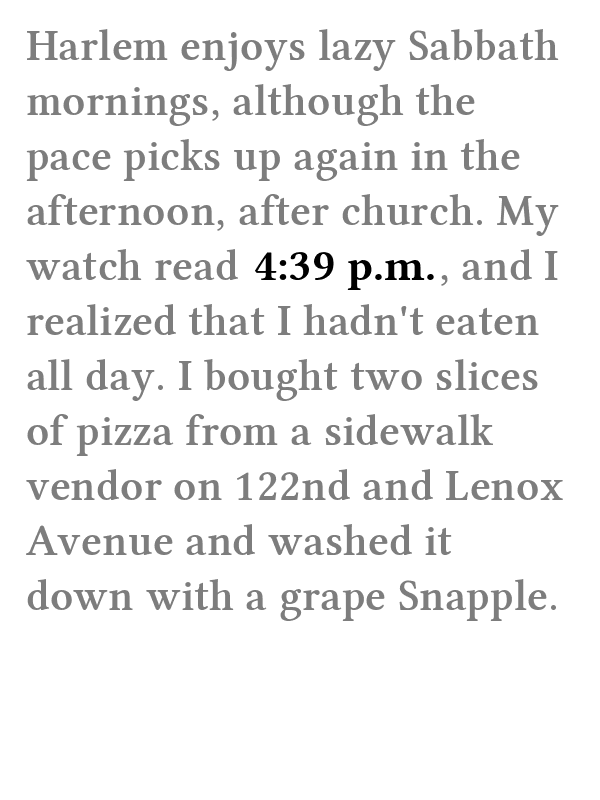 Harlem enjoys lazy Sabbath
mornings, although the
pace picks up again in the
afternoon, after church. My
watch read 4:39 p.m., and I
realized that I hadn't eaten
all day. I bought two slices
of pizza from a sidewalk
vendor on 122nd and Lenox
Avenue and washed it
down with a grape Snapple.